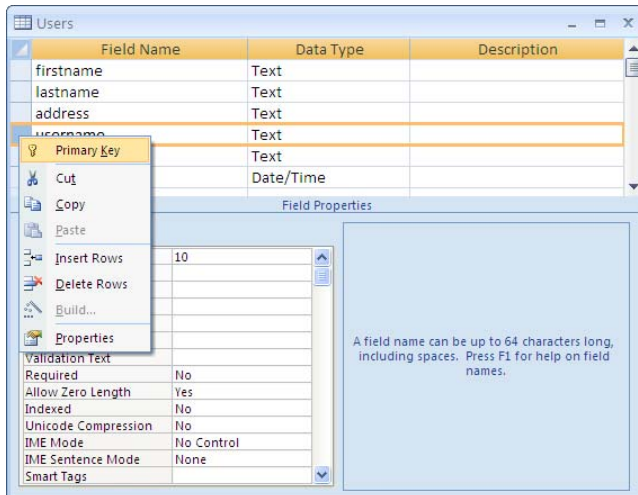 Users
Field Name Data Type Description
firstname Text
lastname Text
address Text
username Text
Text
Date/Time
Primary Key
Cut
Copy
Paste
Insert Rows
Delete Rows
Build...
Properties
Field Properties
10
Validation Text
Required No
Allow Zero Length Yes
Indexed No
Unicode Compression No
IME Mode No Control
IME Sentence Mode None
Smart Tags
A field name can be up to 64 characters long,
including spaces. Press F1 for help on field
names.